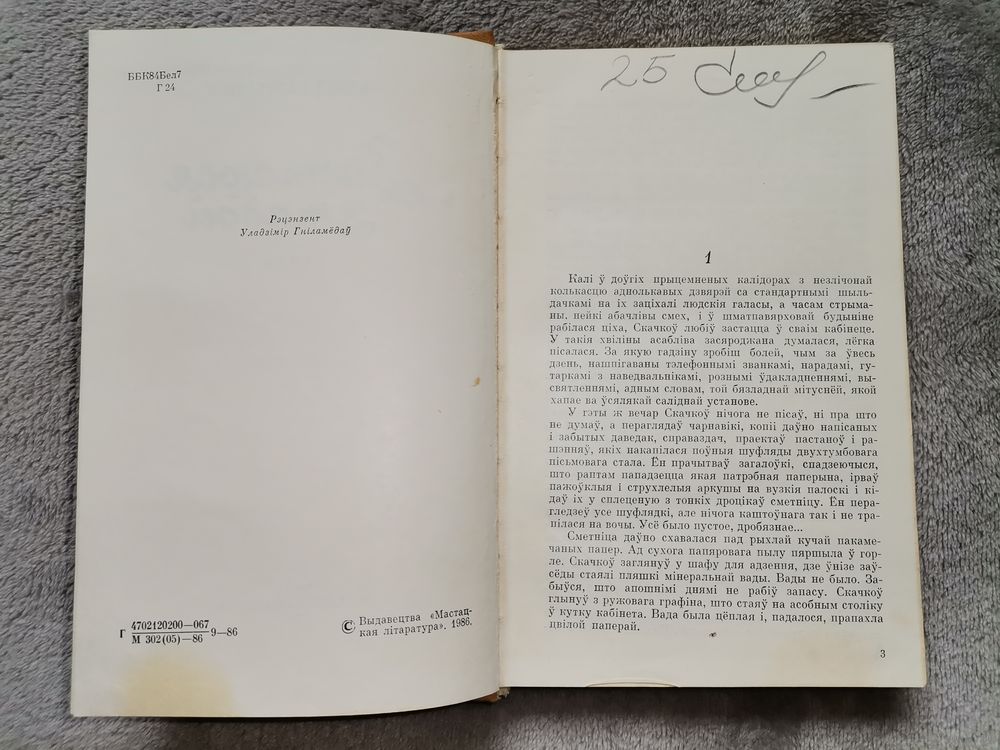 ББК84Бел7
Г 24
Рэцэнзент
Уладзімір Гніламёдаў
Г 4702120200—067
М 302(05)—86 9—86
© Выдавецтва «Мастац-
кая літаратура». 1986.
25
1
Калі ў доўгіх прыцемненых калідорах з незлічонай
колькасцю аднолькавых дзвярэй са стандартнымі шыль-
дачкамі на іх заціхалі людскія галасы, а часам стрыма-
ны, нейкі абачлівы смех, і ў шматпавярховай будыніне
рабілася ціха, Скачкоў любіў застацца ў сваім кабінеце.
У такія хвіліны асабліва засяроджана думалася, лёгка
пісалася. За якую гадзіну зробіш болей, чым за ўвесь
дзень, нашпігаваны тэлефоннымі званкамі, нарадамі, гу-
таркамі з наведвальнікамі, рознымі ўдакладненнямі, вы-
святленнямі, адным словам, той бязладнай мітуснёй, якой
хапае ва ўсялякай саліднай установе.
У гэты ж вечар Скачкоў нічога не пісаў, ні пра што
не думаў, а пераглядаў чарнавікі, копіі даўно напісаных
і забытых даведак, справаздач, праектаў пастаноў і ра-
шэнняў, якіх накапілася поўныя шуфляды двухтумбовага
пісьмовага стала. Ён прачытваў загалоўкі, спадзеючыся,
што раптам пападзецца якая патрэбная паперына, ірваў
пажоўклыя і струхлелыя аркушы на вузкія палоскі і кі-
даў іх у сплеценую з тонкіх дроцікаў сметніцу. Ён пера-
гледзеў усе шуфлядкі, але нічога каштоўнага так і не тра-
пілася на вочы. Усё было пустое, дробязнае...
Сметніца даўно схавалася пад рыхлай кучай пакаме-
чаных папер. Ад сухога папяровага пылу пяршыла ў гор-
ле. Скачкоў заглянуў у шафу для адзення, дзе ўнізе заў-
сёды стаялі пляшкі мінеральнай вады. Вады не было. За-
быўся, што апошнімі днямі не рабіў запасу. Скачкоў
глынуў з ружовага графіна, што стаяў на асобным століку
ў кутку кабінета. Вада была цёплая і, падалося, прапахла
цвілой паперай.
3